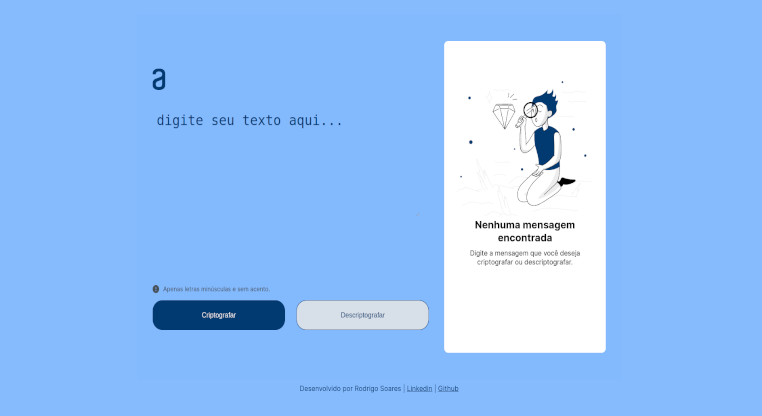 a
digite seu texto aqui...
Apenas letras minúsculas e sem acento.
Criptografar
Descriptografar
Nenhuma mensagem
encontrada
Digite a mensagem que você deseja
criptografar ou descriptografar.
Desenvolvido por Rodrigo Soares | Linkedin | Github